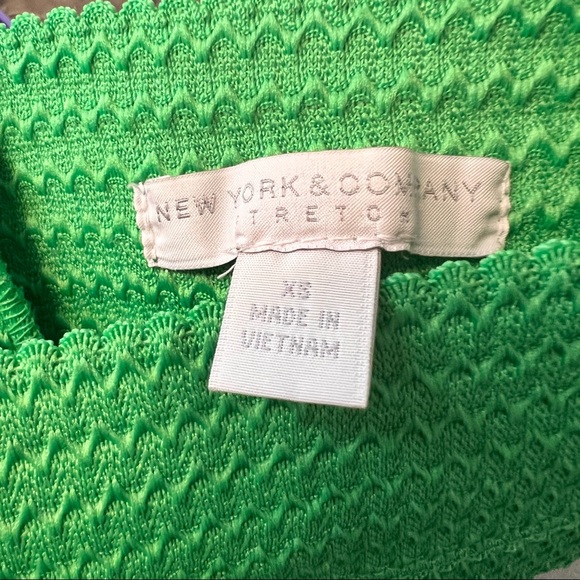 NEW YORK & COMPANY
STRETCH
XS
MADE IN
VIETNAM